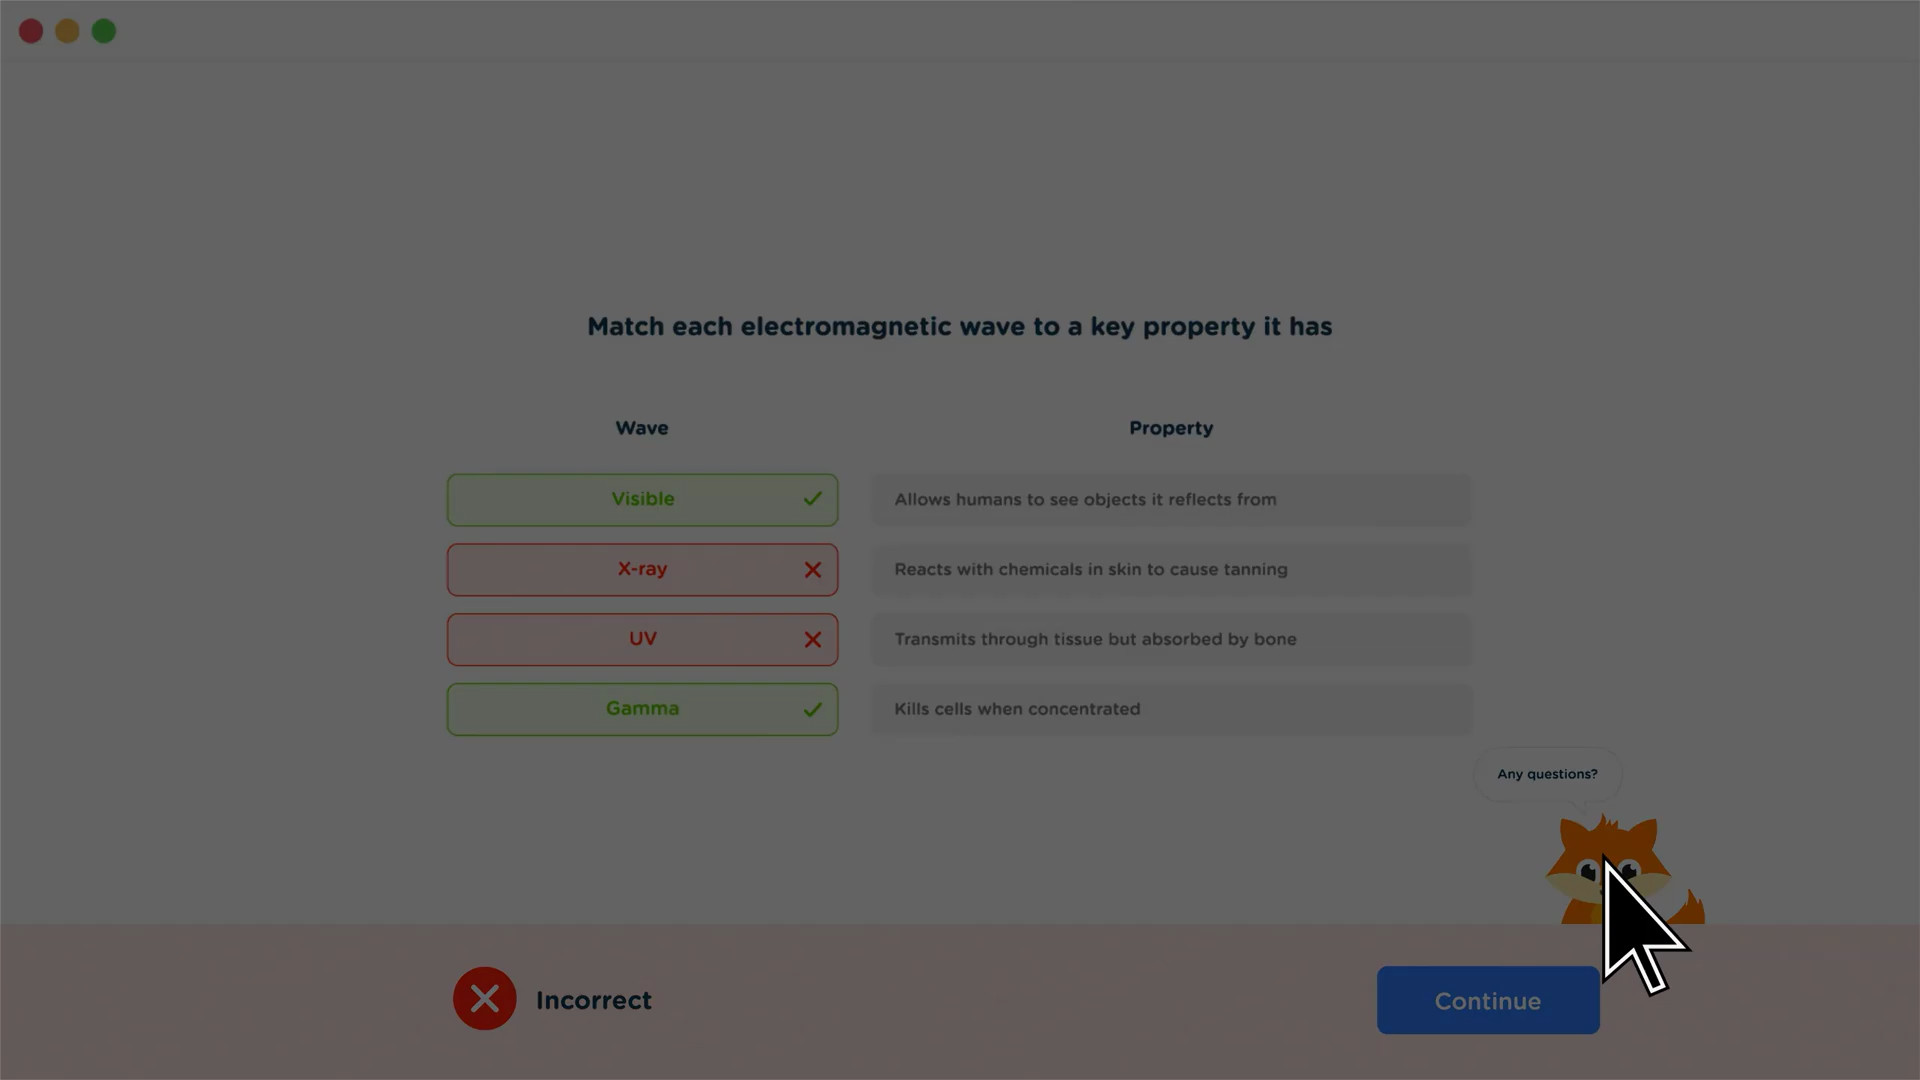 Match each electromagnetic wave to a key property it has
Wave Property
Visible Allows humans to see objects it reflects from
X-ray Reacts with chemicals in skin to cause tanning
UV Transmits through tissue but absorbed by bone
Gamma Kills cells when concentrated
Any questions?
Incorrect Continue